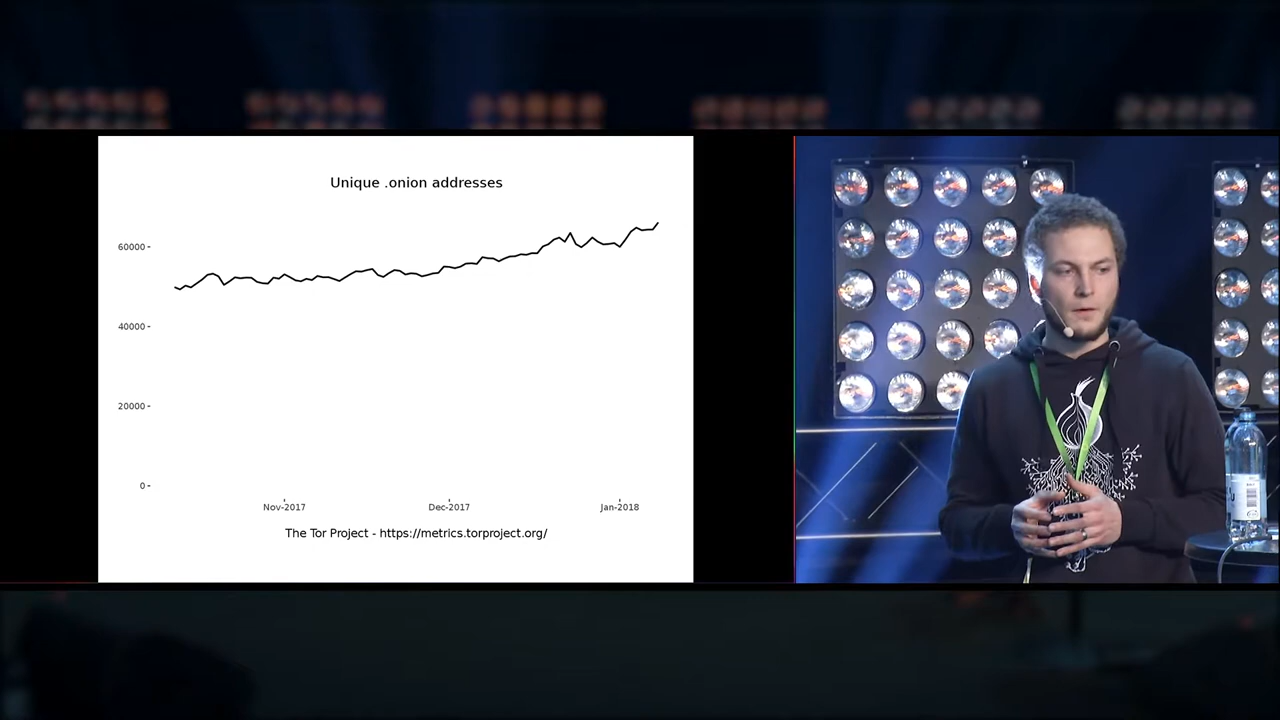 Unique .onion addresses
60000
40000
20000
0
Nov-2017 Dec-2017 Jan-2018
The Tor Project - https://metrics.torproject.org/